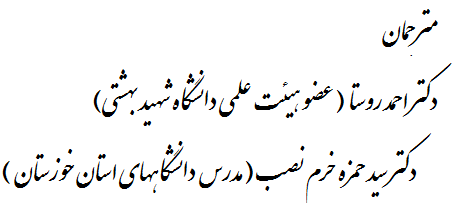 مترجمان
دکتر احمد روستا (عضو هیئت علمی دانشگاه شهید بهشتی)
دکتر سید حمزه خرم نصب (مدرس دانشگاههای استان خوزستان)